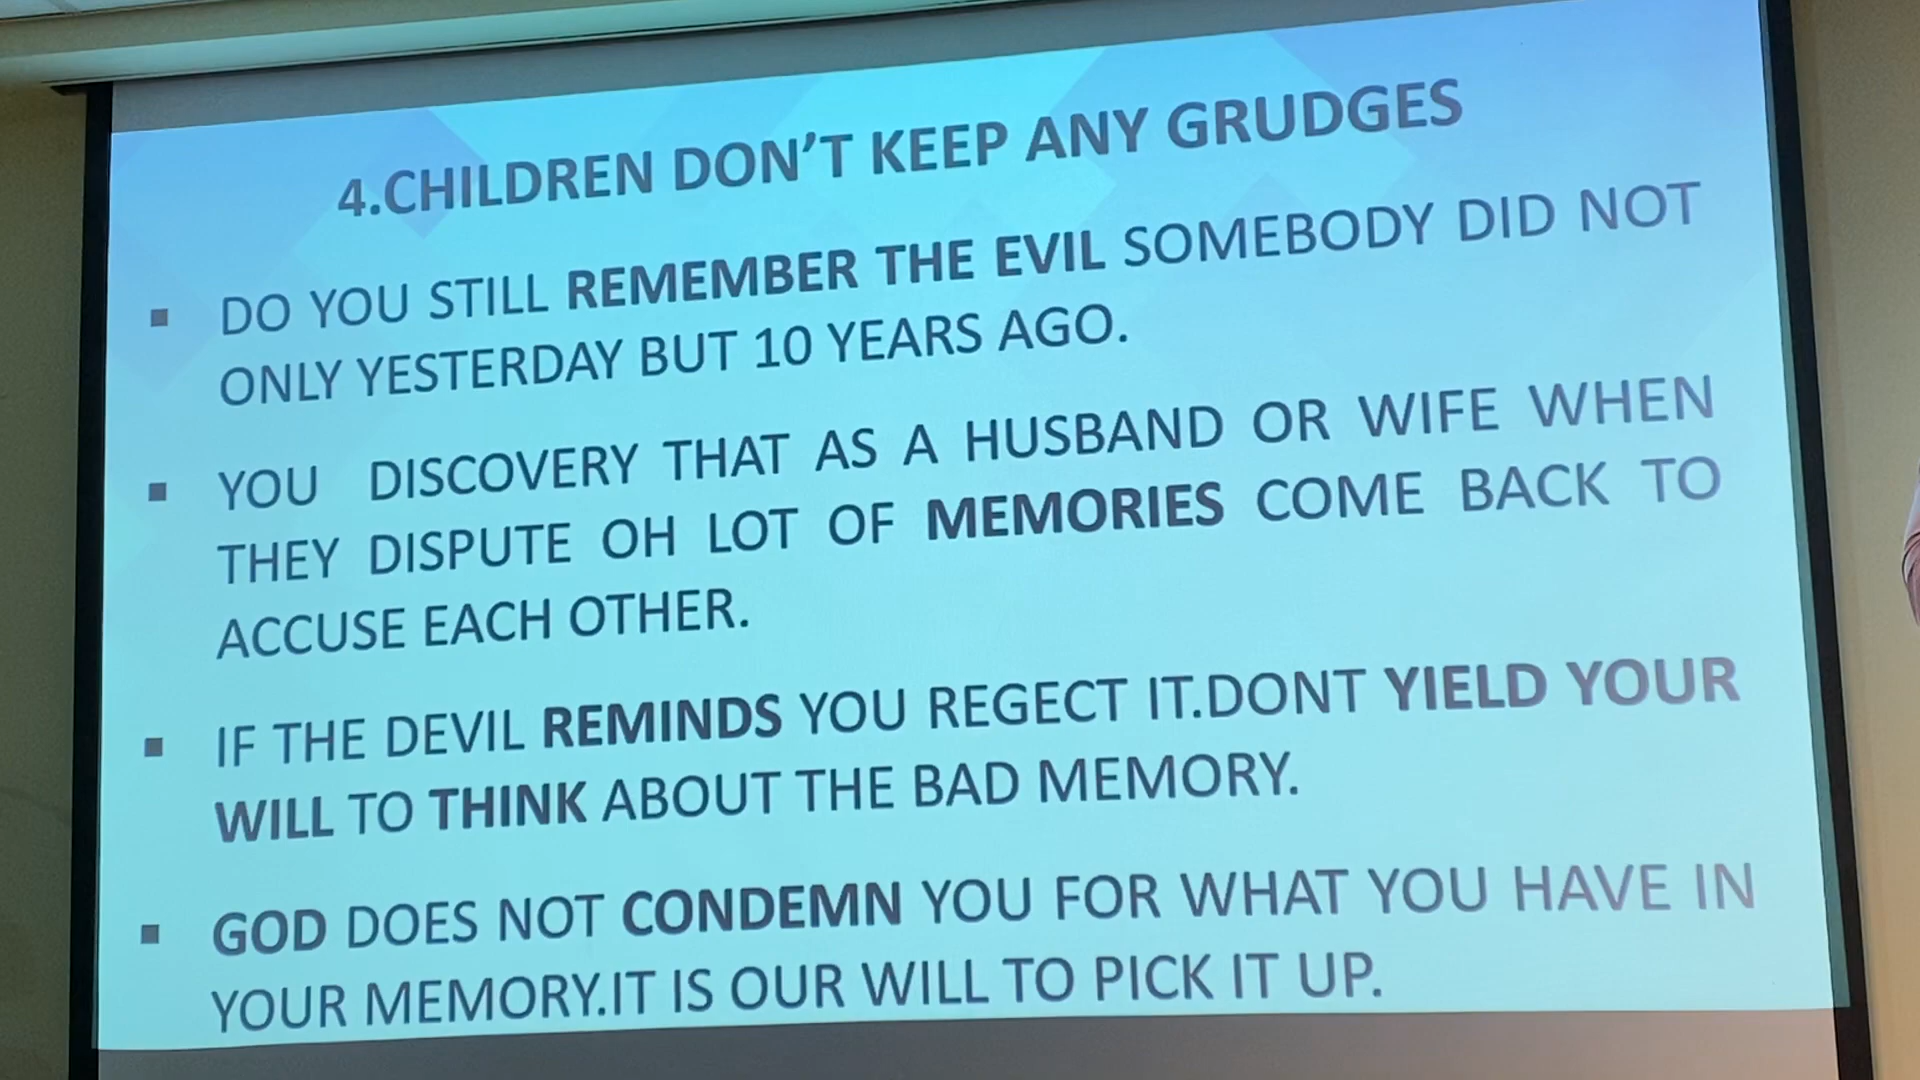 4.CHILDREN DON'T KEEP ANY GRUDGES
▪ DO YOU STILL REMEMBER THE EVIL SOMEBODY DID NOT
ONLY YESTERDAY BUT 10 YEARS AGO.
▪ YOU DISCOVERY THAT AS A HUSBAND OR WIFE WHEN
THEY DISPUTE OH LOT OF MEMORIES COME BACK TO
ACCUSE EACH OTHER.
▪ IF THE DEVIL REMINDS YOU REGECT IT.DONT YIELD YOUR
WILL TO THINK ABOUT THE BAD MEMORY.
▪ GOD DOES NOT CONDEMN YOU FOR WHAT YOU HAVE IN
YOUR MEMORY.IT IS OUR WILL TO PICK IT UP.